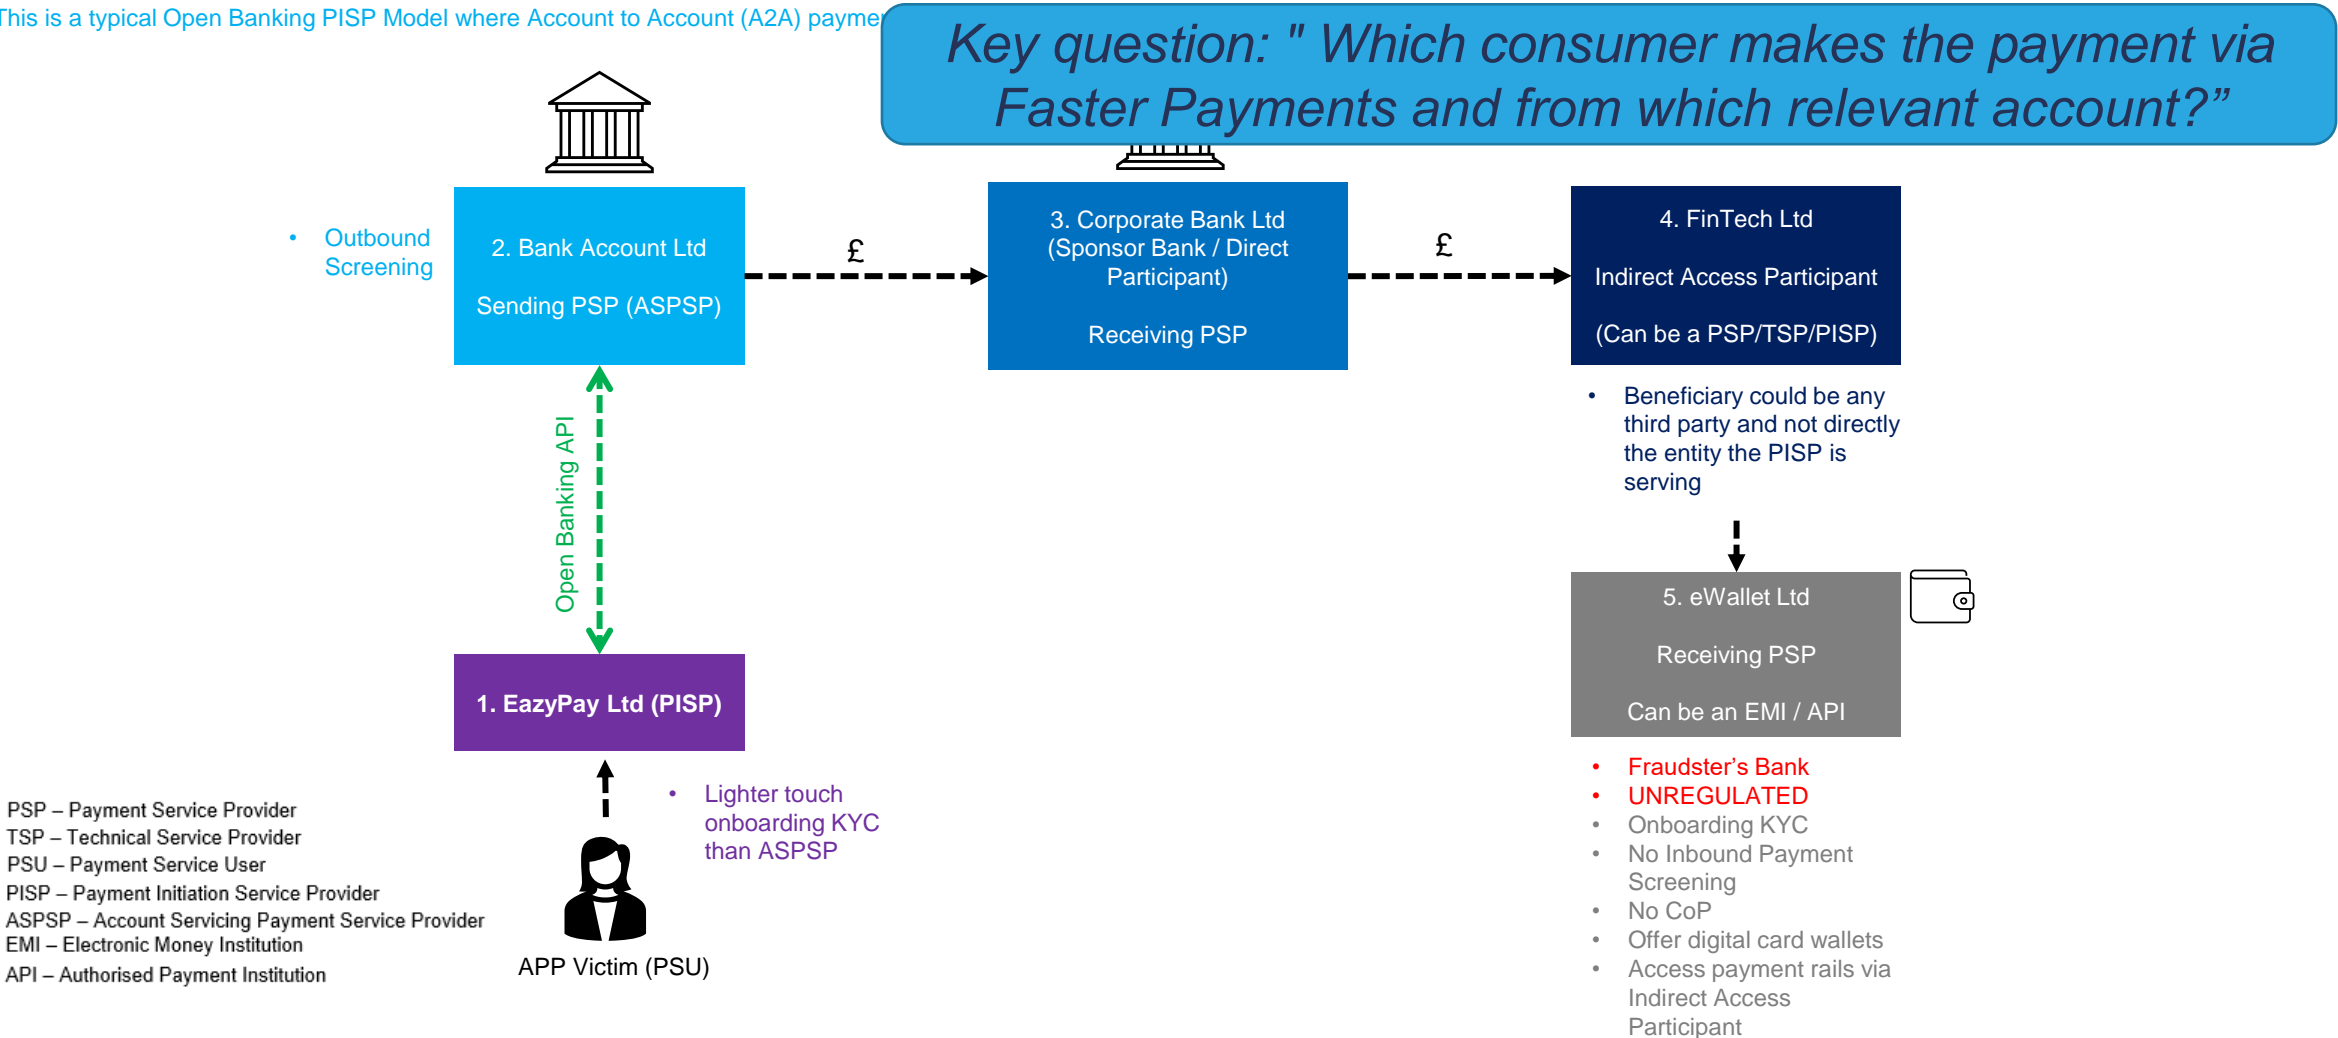 This is a typical Open Banking PISP Model where Account to Account (A2A)
Key question: " Which consumer makes the payment via
Faster Payments and from which relevant account?”
• Outbound
Screening
2. Bank Account Ltd
Sending PSP (ASPSP)
£
3. Corporate Bank Ltd
(Sponsor Bank / Direct
Participant)
Receiving PSP
£
4. FinTech Ltd
Indirect Access Participant
(Can be a PSP/TSP/PISP)
• Beneficiary could be any
third party and not directly
the entity the PISP is
serving
Open Banking API
5. eWallet Ltd
Receiving PSP
Can be an EMI / API
1. EazyPay Ltd (PISP)
• Lighter touch
onboarding KYC
than ASPSP
APP Victim (PSU)
• Fraudster’s Bank
• UNREGULATED
• Onboarding KYC
• No Inbound Payment
Screening
• No CoP
• Offer digital card wallets
• Access payment rails via
Indirect Access
Participant
PSP – Payment Service Provider
TSP – Technical Service Provider
PSU – Payment Service User
PISP – Payment Initiation Service Provider
ASPSP – Account Servicing Payment Service Provider
EMI – Electronic Money Institution
API – Authorised Payment Institution